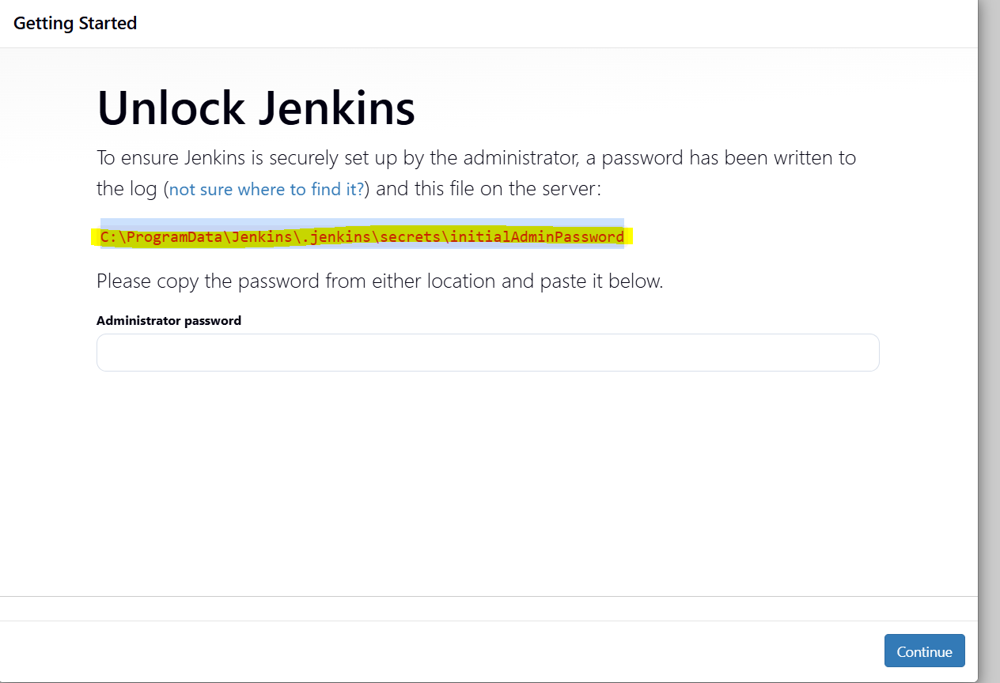 Getting Started
Unlock Jenkins
To ensure Jenkins is securely set up by the administrator, a password has been written to
the log (not sure where to find it?) and this file on the server:
C:\ProgramData\Jenkins\.jenkins\secrets\initialAdminPassword
Please copy the password from either location and paste it below.
Administrator password
Continue